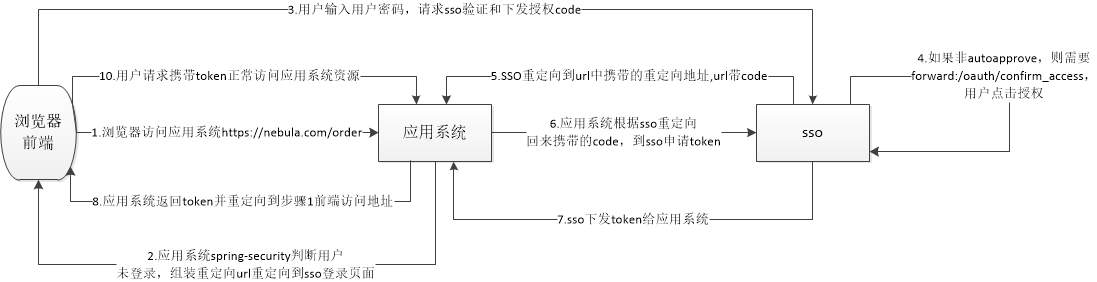 3.用户输入用户密码，请求sso验证和下发授权code
4.如果非autoapprove，则需要
forward:/oauth/confirm_access，
用户点击授权
10.用户请求携带token正常访问应用系统资源
5.SSO重定向到url中携带的重定向地址,url带code
浏览器
前端
1.浏览器访问应用系统https://nebula.com/order
应用系统
6.应用系统根据sso重定向
回来携带的code，到sso申请token
sso
8.应用系统返回token并重定向到步骤1前端访问地址
7.sso下发token给应用系统
2.应用系统spring-security判断用户
未登录，组装重定向url重定向到sso登录页面